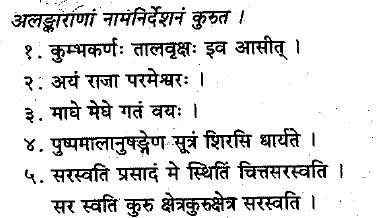 अलङ्काराणां नामनिर्देशनं कुरुत ।
१. कुम्भकर्णः तालवृक्षः इव आसीत् ।
२. अयं राजा परमेश्वरः ।
३. माघे मेघे गतं वयः ।
४. पुष्पमालानुषङ्गेण सूत्रं शिरसि धार्यते ।
५. सरस्वति प्रसादं मे स्थितिं चित्तसरस्वति ।
सर स्वति कुरु क्षेत्रकुरुक्षेत्र सरस्वति ।